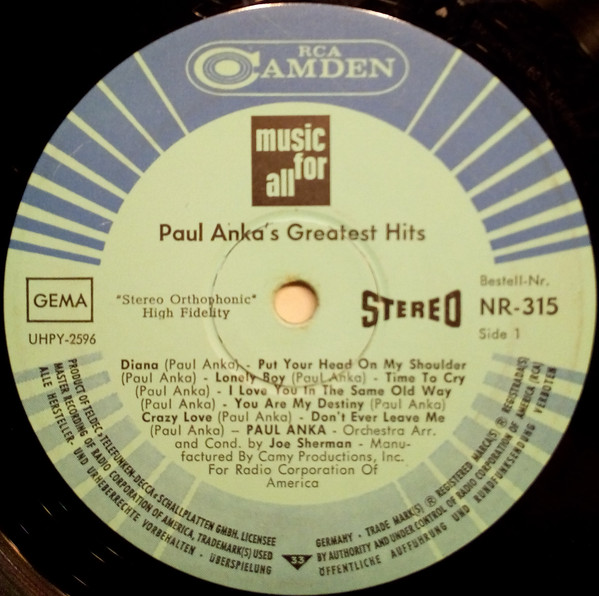 RCA
CAMDEN
music
for
all
Paul Anka's Greatest Hits
GEMA
UHPY-2596
"Stereo Orthophonic"
High Fidelity
STEREO
Bestell-Nr.
NR-315
Side 1
Diana (Paul Anka) - Put Your Head On My Shoulder
(Paul Anka) - Lonely Boy (Paul Anka) - Time To Cry
(Paul Anka) - I Love You In The Same Old Way
(Paul Anka) - You Are My Destiny (Paul Anka)
Crazy Love (Paul Anka) - Don't Ever Leave Me
(Paul Anka) – PAUL ANKA - Orchestra Arr.
and Cond. by Joe Sherman - Manu-
factured By Camy Productions, Inc.
For Radio Corporation Of
America
PRODUCT OF TELDEC »TELEFUNKEN-DECCA« SCHALLPLATTEN GMBH. LICENSEE
MASTER RECORDING OF RADIO CORPORATION OF AMERICA, TRADEMARK(S) USED
ALLE HERSTELLER- UND URHEBERRECHTE VORBEHALTEN - ÜBERSPIELUNG
33
GERMANY - TRADE MARK(S) ® REGISTERED MARCA(S) ® REGISTRADA(S)
BY AUTHORITY AND UNDER CONTROL OF RADIO CORPORATION OF AMERICA (RCA)
ÖFFENTLICHE AUFFÜHRUNG UND RUNDFUNKSENDUNG VERBOTEN